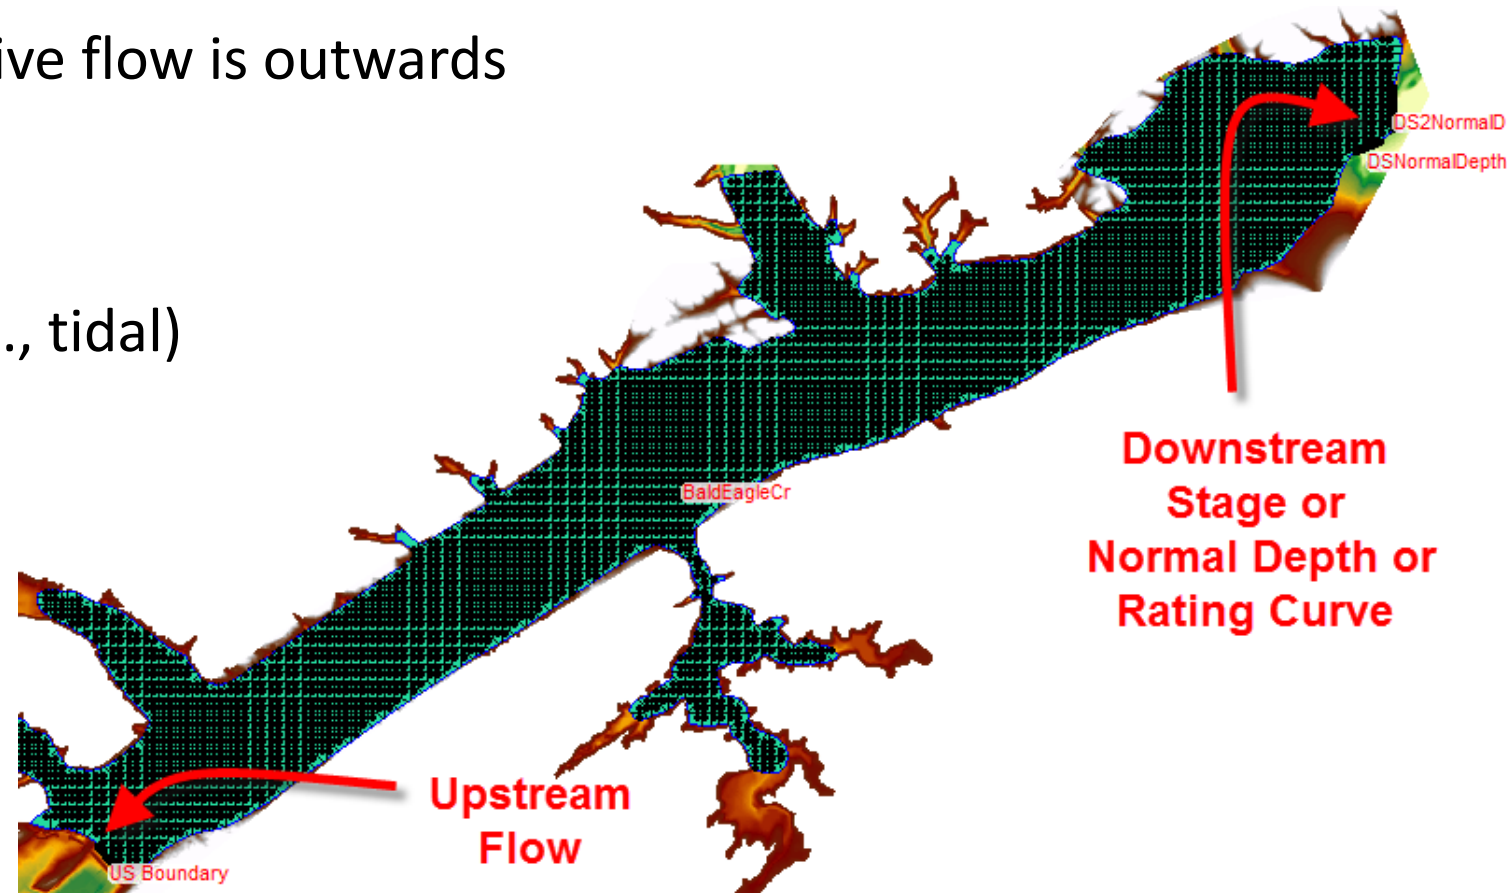 ive flow is outwards
., tidal)
DS2NormalD
DSNormalDepth
Downstream
Stage or
Normal Depth or
Rating Curve
BaldEagleCr
Upstream
Flow
US Boundary